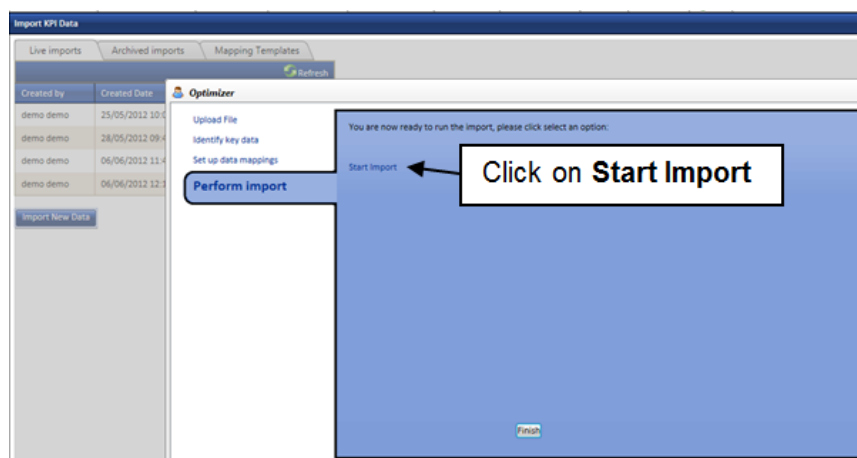 Import KPI Data
Live imports Archived imports Mapping Templates
Refresh
Created by Created Date
demo demo 25/05/2012 10:0
demo demo 28/05/2012 09:4
demo demo 06/06/2012 11:4
demo demo 06/06/2012 12:1
Import New Data
Optimizer
Upload File
Identify key data
Set up data mappings
Perform import
You are now ready to run the import, please click select an option:
Start Import
Click on Start Import
Finish